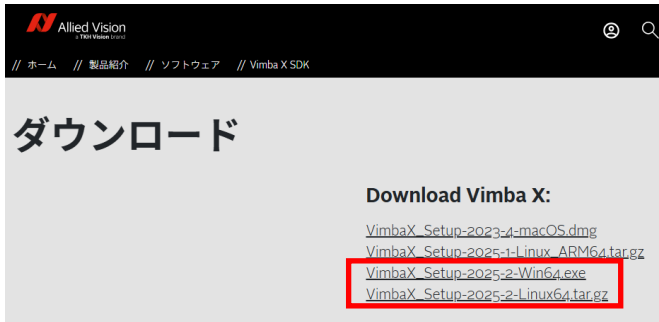 Allied Vision
a TKH Vision brand
// ホーム // 製品紹介 // ソフトウェア // Vimba X SDK
ダウンロード
Download Vimba X:
VimbaX_Setup-2023-4-macOS.dmg
VimbaX_Setup-2025-1-Linux_ARM64.tar.gz
VimbaX_Setup-2025-2-Win64.exe
VimbaX_Setup-2025-2-Linux64.tar.gz